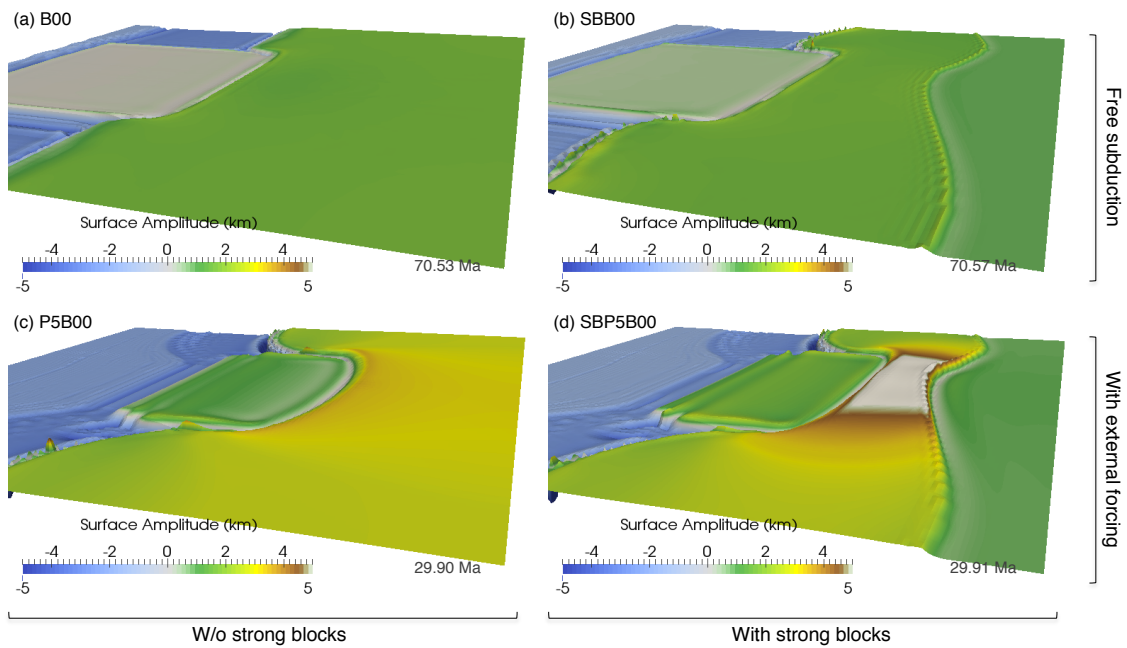 (a) B00
(b) SBB00
Surface Amplitude (km)
-4 -2 0 2 4
-5 5
70.53 Ma
Surface Amplitude (km)
-4 -2 0 2 4
-5 5
70.57 Ma
Free subduction
(c) P5B00
(d) SBP5B00
Surface Amplitude (km)
-4 -2 0 2 4
-5 5
29.90 Ma
Surface Amplitude (km)
-4 -2 0 2 4
-5 5
29.91 Ma
With external forcing
W/o strong blocks
With strong blocks